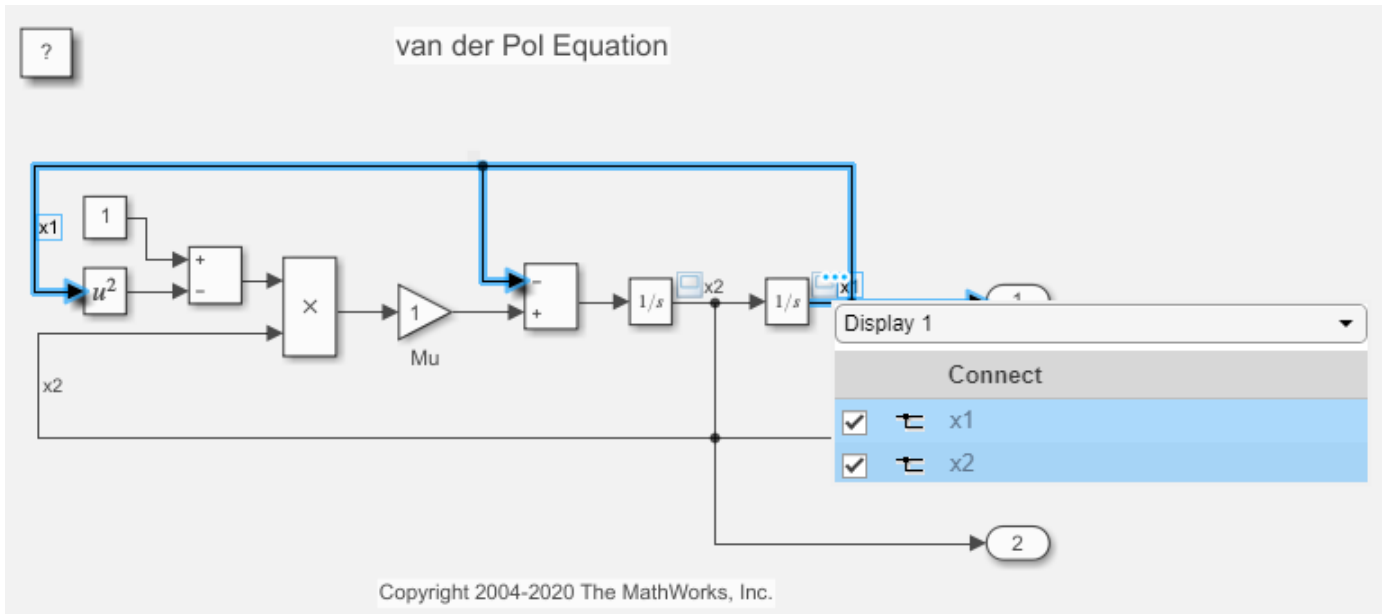 ?
van der Pol Equation
x1
1
u²
+
−
×
1
Mu
−
+
1/s
x2
1/s
x1
1
x2
Display 1
Connect
x1
x2
2
Copyright 2004-2020 The MathWorks, Inc.